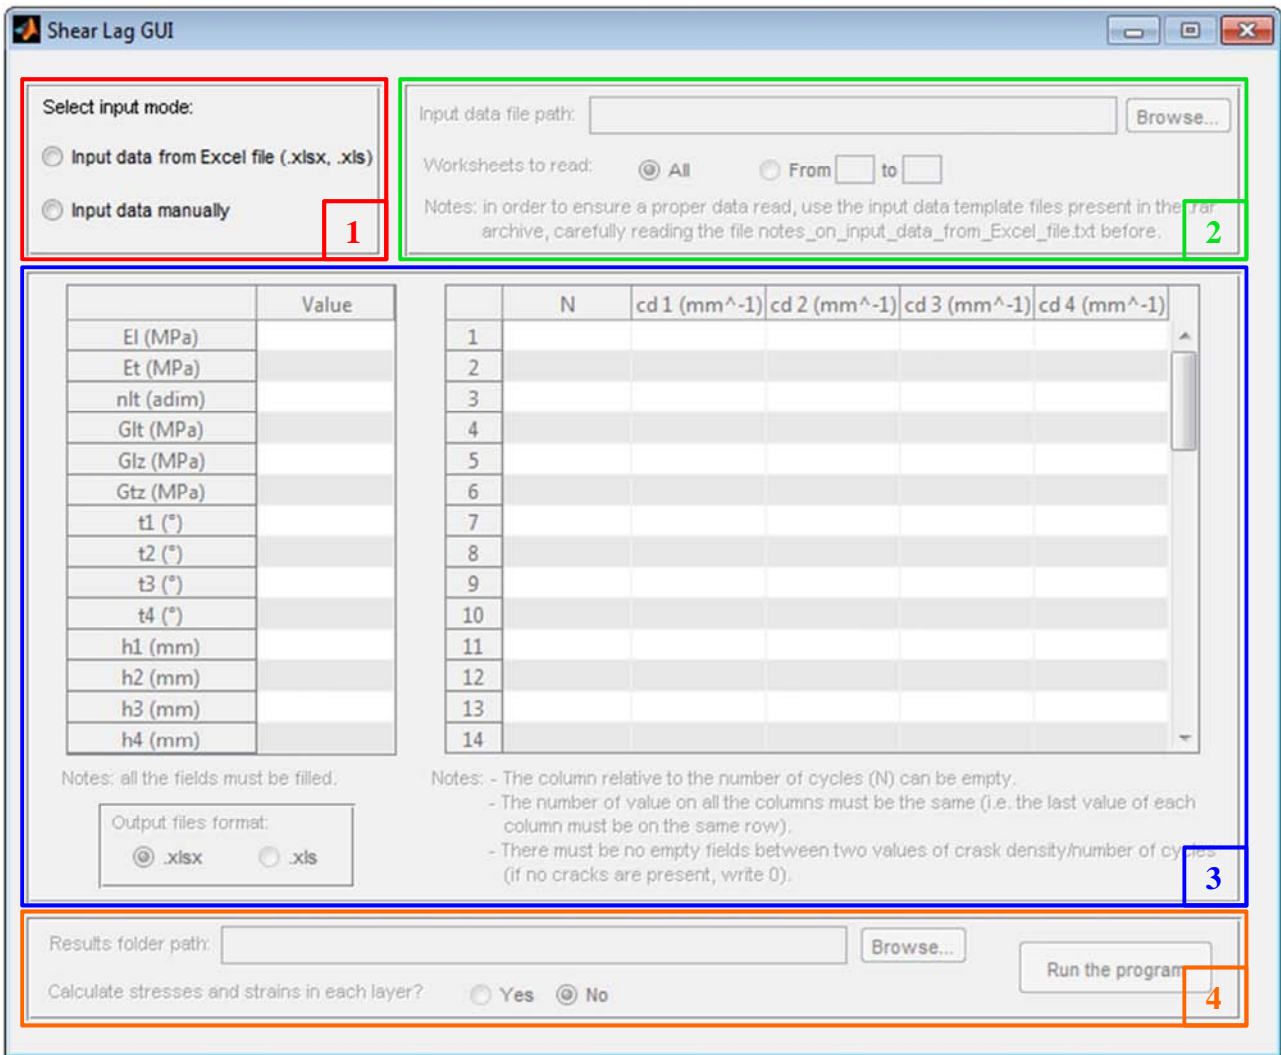 Shear Lag GUI
Select input mode:
Input data from Excel file (.xlsx, .xls)
Input data manually
1
Input data file path:
Browse...
Worksheets to read:
All
From
to
Notes: in order to ensure a proper data read, use the input data template files present in the .rar
archive, carefully reading the file notes_on_input_data_from_Excel_file.txt before.
2
Value
El (MPa)
Et (MPa)
nlt (adim)
Glt (MPa)
Glz (MPa)
Gtz (MPa)
t1 (°)
t2 (°)
t3 (°)
t4 (°)
h1 (mm)
h2 (mm)
h3 (mm)
h4 (mm)
Notes: all the fields must be filled.
Output files format:
.xlsx
.xls
N cd 1 (mm^-1) cd 2 (mm^-1) cd 3 (mm^-1) cd 4 (mm^-1)
1
2
3
4
5
6
7
8
9
10
11
12
13
14
Notes: - The column relative to the number of cycles (N) can be empty.
- The number of value on all the columns must be the same (i.e. the last value of each
column must be on the same row).
- There must be no empty fields between two values of crask density/number of cycles
(if no cracks are present, write 0).
3
Results folder path:
Browse...
Run the program
Calculate stresses and strains in each layer?
Yes
No
4